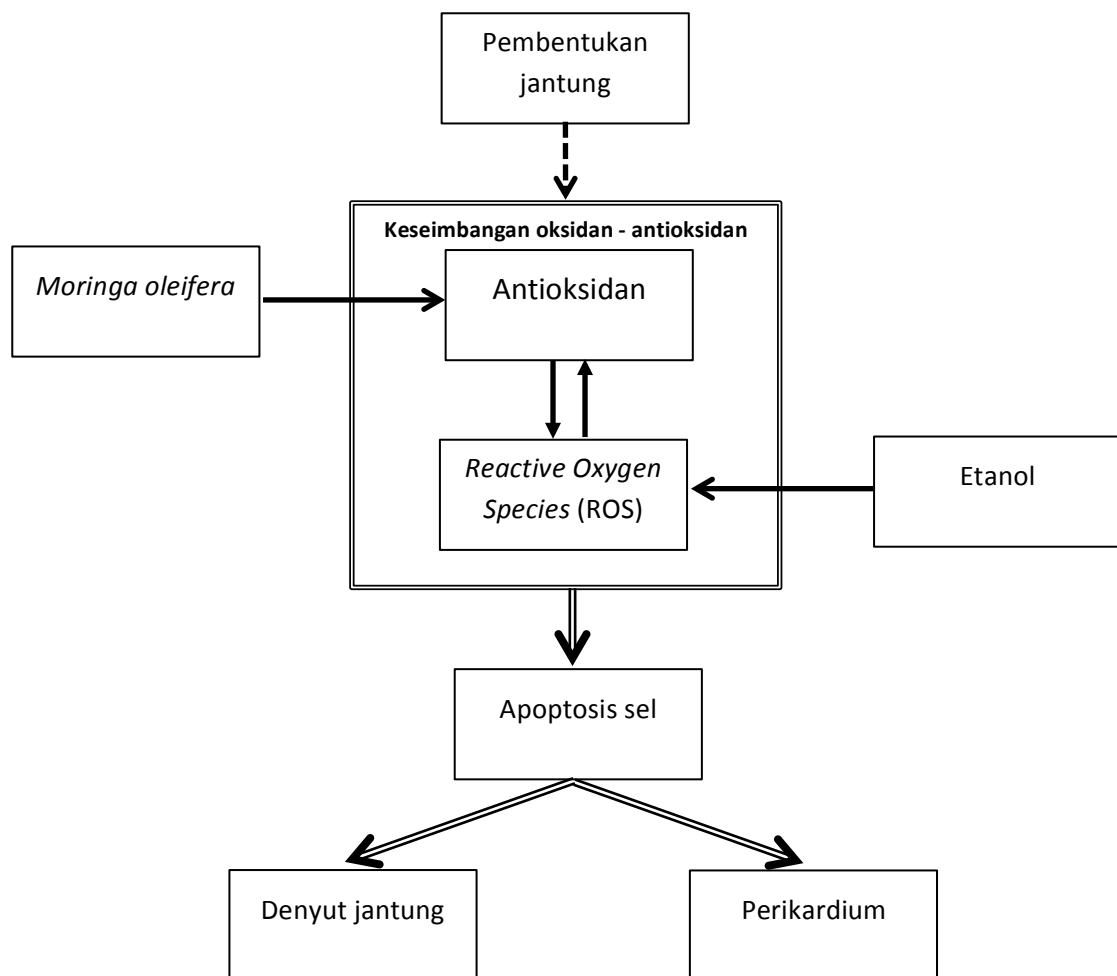 Pembentukan
jantung
Keseimbangan oksidan - antioksidan
Moringa oleifera
Antioksidan
Reactive Oxygen
Species (ROS)
Etanol
Apoptosis sel
Denyut jantung
Perikardium